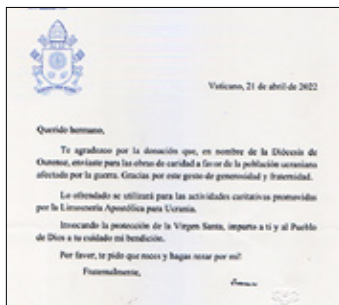 Vaticano, 21 de abril de 2022
Querido hermano,
Te agradezco por la donación que, en nombre de la Diócesis de
Ourense, enviaste para las obras de caridad a favor de la población ucraniana
afectada por la guerra. Gracias por este gesto de generosidad y fraternidad.
Lo ofrendado se utilizará para las actividades caritativas promovidas
por la Limosnería Apostólica para Ucrania.
Invocando la protección de la Virgen Santa, imparto a ti y al Pueblo
de Dios a tu cuidado mi bendición.
Por favor, te pido que reces y hagas rezar por mí!
Fraternalmente,